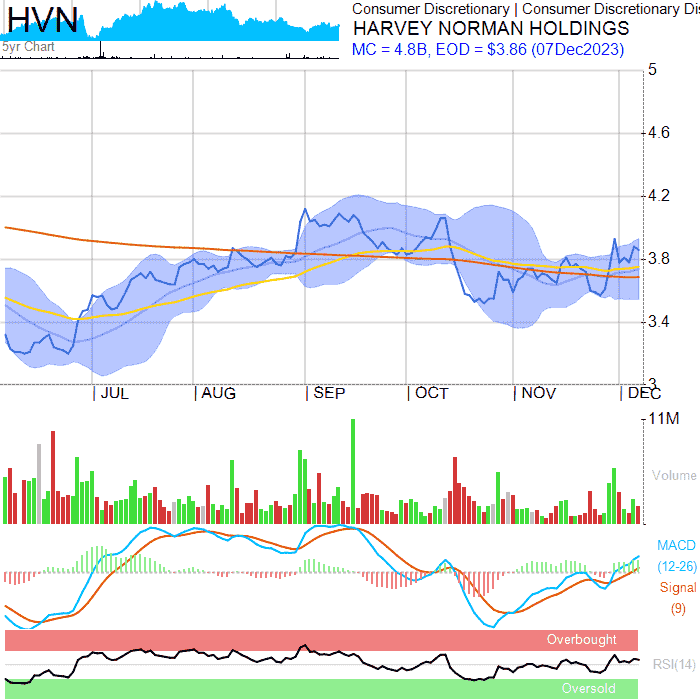 HVN
5yr Chart
Consumer Discretionary | Consumer Discretionary Dis
HARVEY NORMAN HOLDINGS
MC = 4.8B, EOD = $3.86 (07Dec2023)
5
4.6
4.2
3.8
3.4
3
JUL AUG SEP OCT NOV DEC
11M
Volume
MACD
(12-26)
Signal
(9)
Overbought
RSI(14)
Oversold